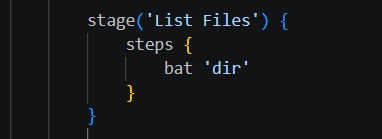 stage('List Files') {
    steps {
        bat 'dir'
    }
}